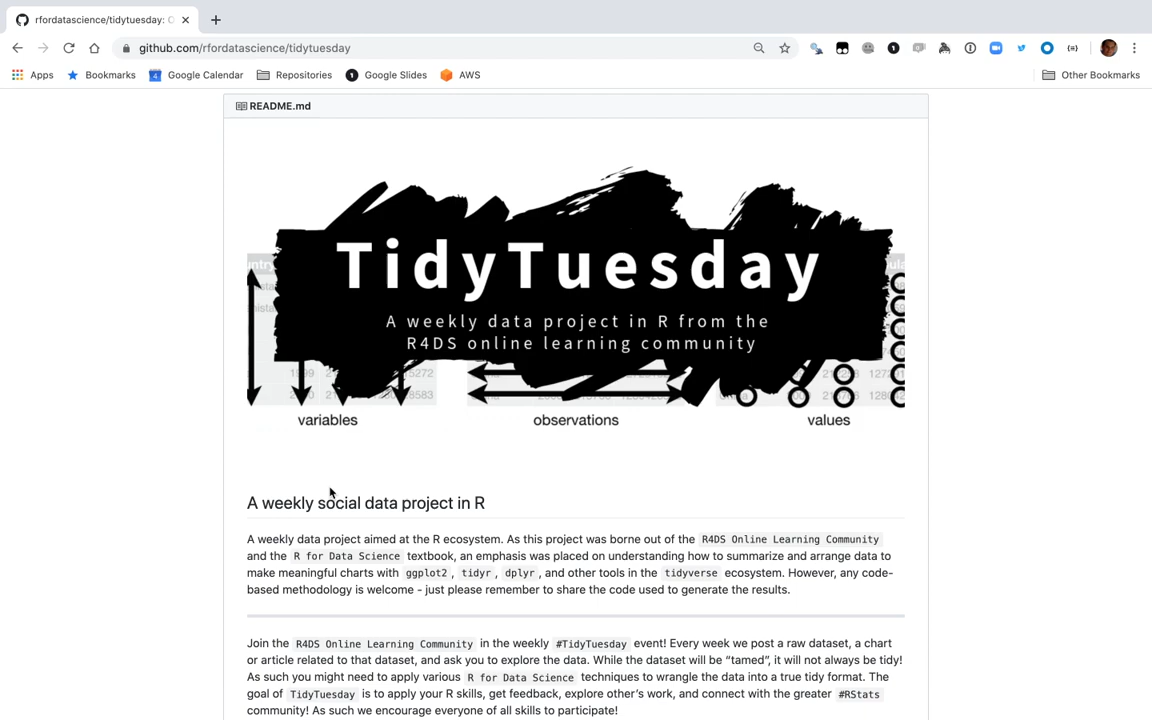 rfordatascience/tidytuesday:
github.com/rfordatascience/tidytuesday
Apps Bookmarks Google Calendar Repositories Google Slides AWS Other Bookmarks
README.md
TidyTuesday
A weekly data project in R from the
R4DS online learning community
variables observations values
A weekly social data project in R
A weekly data project aimed at the R ecosystem. As this project was borne out of the R4DS Online Learning Community
and the R for Data Science textbook, an emphasis was placed on understanding how to summarize and arrange data to
make meaningful charts with ggplot2, tidyr, dplyr, and other tools in the tidyverse ecosystem. However, any code-
based methodology is welcome - just please remember to share the code used to generate the results.
Join the R4DS Online Learning Community in the weekly #TidyTuesday event! Every week we post a raw dataset, a chart
or article related to that dataset, and ask you to explore the data. While the dataset will be “tamed”, it will not always be tidy!
As such you might need to apply various R for Data Science techniques to wrangle the data into a true tidy format. The
goal of TidyTuesday is to apply your R skills, get feedback, explore other’s work, and connect with the greater #RStats
community! As such we encourage everyone of all skills to participate!